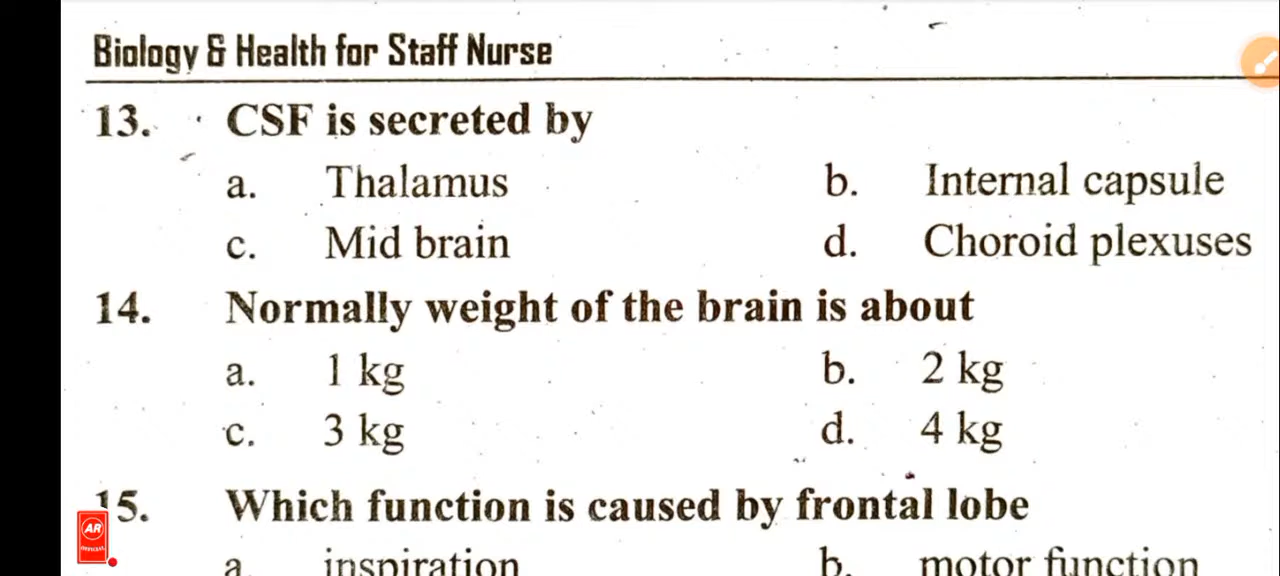 Biology & Health for Staff Nurse
13. CSF is secreted by
a. Thalamus b. Internal capsule
c. Mid brain d. Choroid plexuses
14. Normally weight of the brain is about
a. 1 kg b. 2 kg
c. 3 kg d. 4 kg
15. Which function is caused by frontal lobe
AR
OFFICIAL
a. inspiration b. motor function